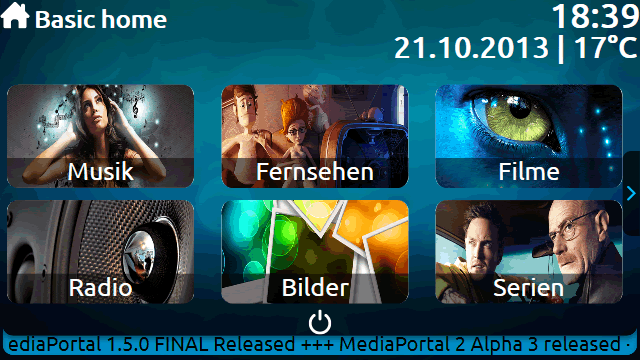 Basic home
18:39
21.10.2013 | 17°C
Musik
Fernsehen
Filme
Radio
Bilder
Serien
ediaPortal 1.5.0 FINAL Released +++ MediaPortal 2 Alpha 3 released